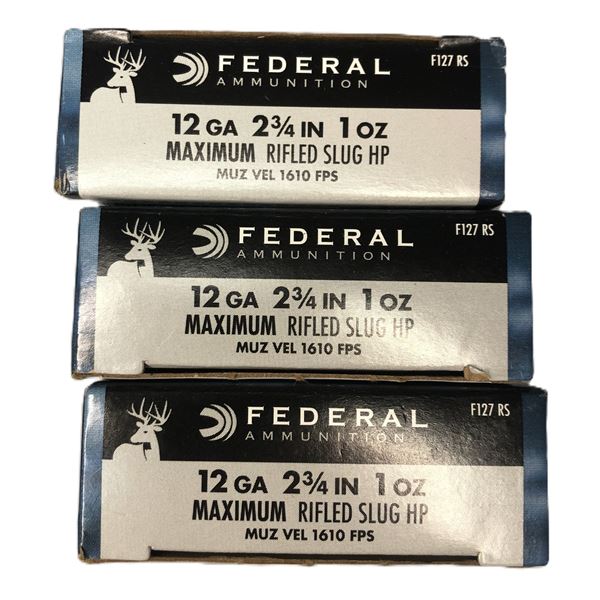 FEDERAL F127 RS
AMMUNITION
12 GA 2¾ IN 1 OZ
MAXIMUM RIFLED SLUG HP
MUZ VEL 1610 FPS
FEDERAL F127 RS
AMMUNITION
12 GA 2¾ IN 1 OZ
MAXIMUM RIFLED SLUG HP
MUZ VEL 1610 FPS
FEDERAL F127 RS
AMMUNITION
12 GA 2¾ IN 1 OZ
MAXIMUM RIFLED SLUG HP
MUZ VEL 1610 FPS